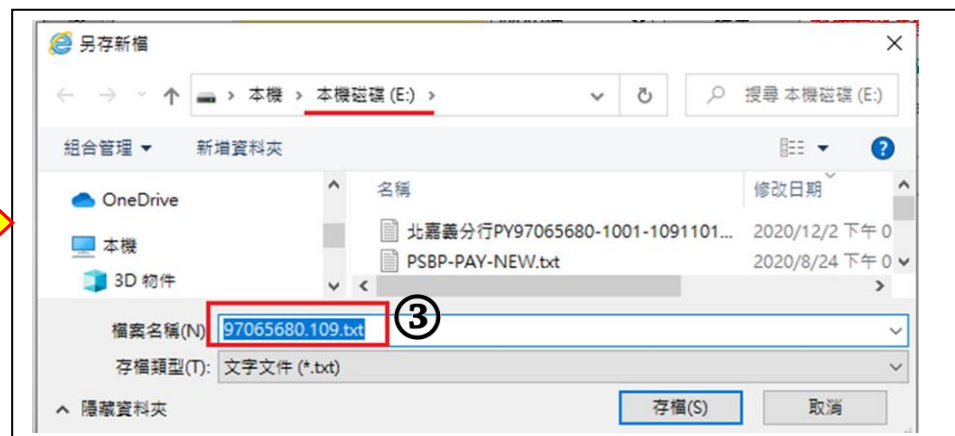 另存新檔
本機 › 本機磁碟 (E:) ›
搜尋 本機磁碟 (E:)
組合管理 新增資料夾
名稱 修改日期
OneDrive
北嘉義分行PY97065680-1001-1091101... 2020/12/2 下午 0
本機
PSBP-PAY-NEW.txt 2020/8/24 下午 0
3D 物件
檔案名稱(N) 97065680.109.txt ③
存檔類型(T): 文字文件 (*.txt)
隱藏資料夾 存檔(S) 取消